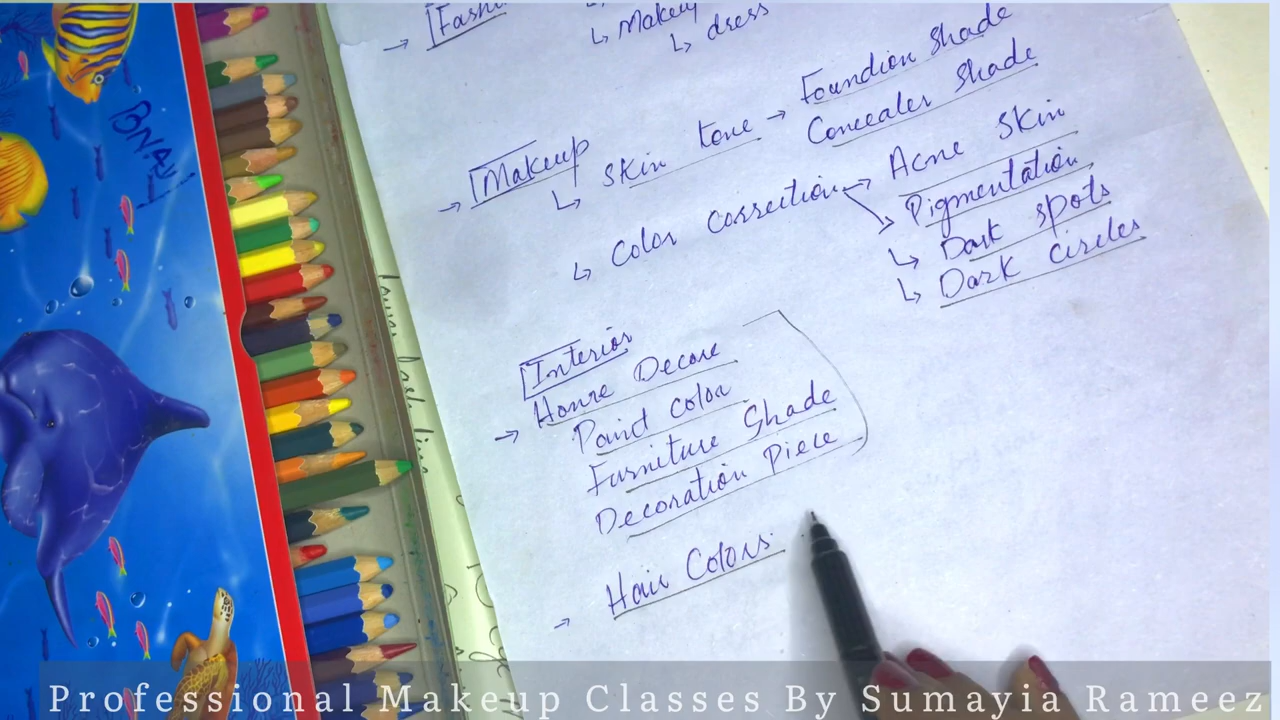 → Fashi
↳ Makeup
↳ dress
→ Makeup
↳ Skin tone → Foundion Shade
Concealer Shade
↳ Color correction → Acne Skin
Pigmentation
↳ Dark spots
↳ Dark circles
Interior
→ Home Decore
Paint color
Furniture Shade
Decoration Piece
→ Hair Colors
Professional Makeup Classes By Sumayia Rameez